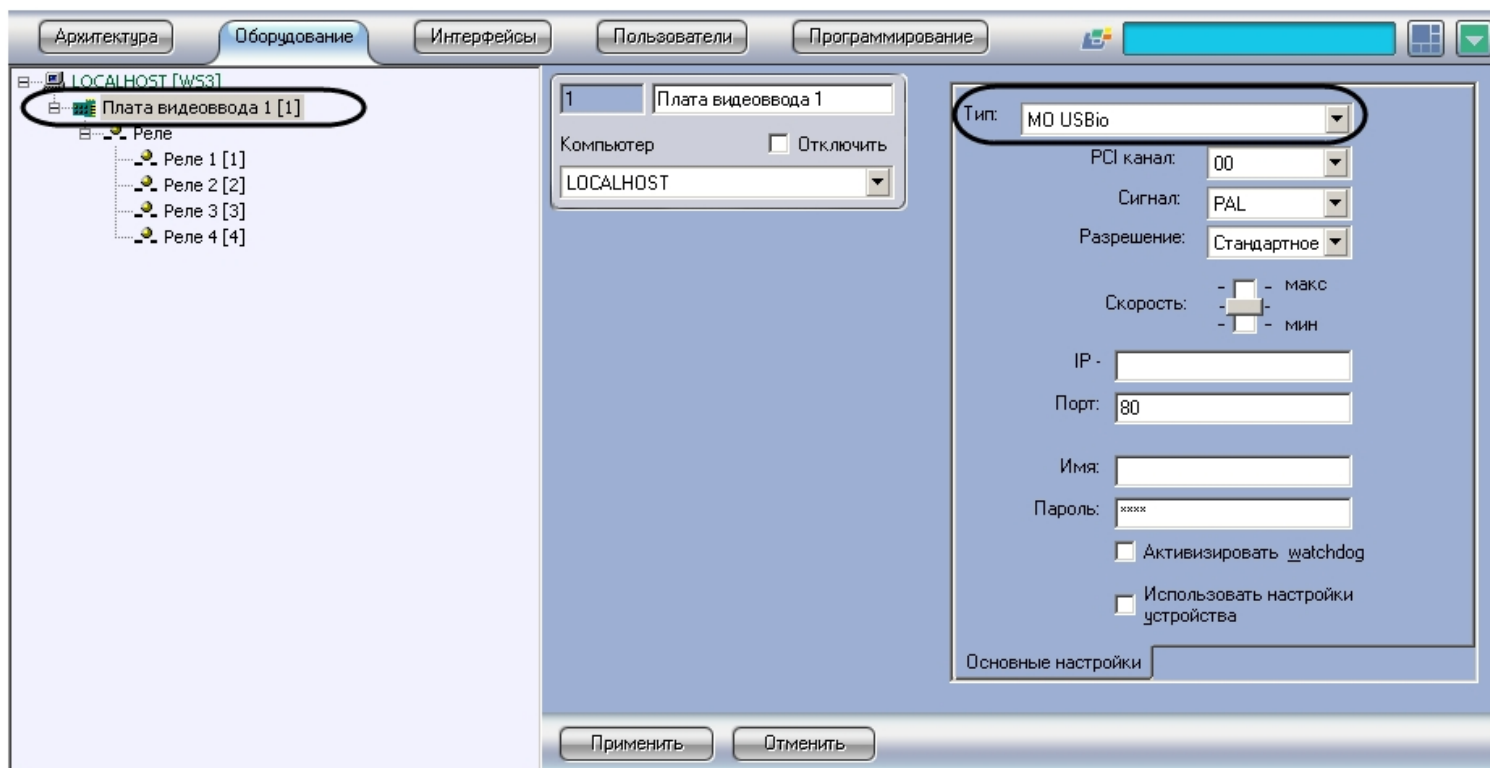 Архитектура Оборудование Интерфейсы Пользователи Программирование
LOCALHOST [WS3]
Плата видеоввода 1 [1]
Реле
Реле 1 [1]
Реле 2 [2]
Реле 3 [3]
Реле 4 [4]
1 Плата видеоввода 1
Компьютер Отключить
LOCALHOST
Тип: МО USBio
PCI канал: 00
Сигнал: PAL
Разрешение: Стандартное
Скорость: макс
мин
IP -
Порт: 80
Имя:
Пароль: ****
Активизировать watchdog
Использовать настройки
устройства
Основные настройки
Применить Отменить